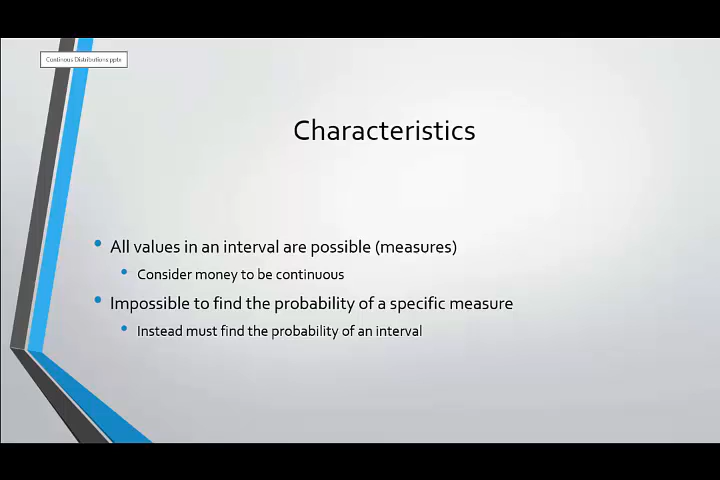 Continous Distributions.pptx
Characteristics
All values in an interval are possible (measures)
Consider money to be continuous
Impossible to find the probability of a specific measure
Instead must find the probability of an interval